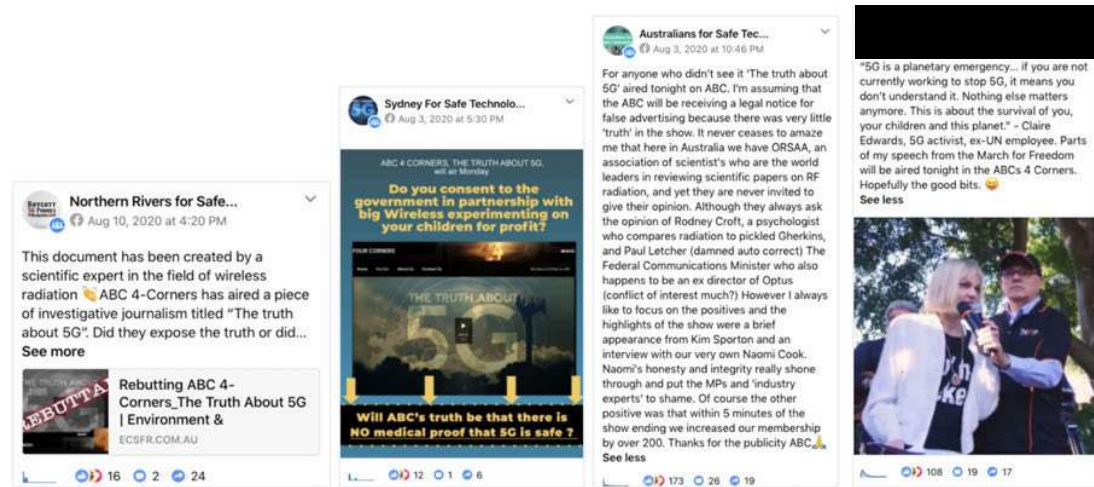 Northern Rivers for Safe...
Aug 10, 2020 at 4:20 PM
This document has been created by a
scientific expert in the field of wireless
radiation 👏 ABC 4-Corners has aired a piece
of investigative journalism titled "The truth
about 5G". Did they expose the truth or did...
See more
REBUTTAL
Rebutting ABC 4-
Corners_The Truth About 5G
| Environment &
ECSFR.COM.AU
16 2 24
Sydney For Safe Technolo...
Aug 3, 2020 at 5:30 PM
ABC 4 CORNERS, THE TRUTH ABOUT 5G,
will air Monday
Do you consent to the
government in partnership with
big Wireless experimenting on
your children for profit?
FOUR CORNERS
THE TRUTH ABOUT
5G
Will ABC's truth be that there is
NO medical proof that 5G is safe ?
12 1 6
Australians for Safe Tec...
Aug 3, 2020 at 10:46 PM
For anyone who didn't see it 'The truth about
5G' aired tonight on ABC. I'm assuming that
the ABC will be receiving a legal notice for
false advertising because there was very little
'truth' in the show. It never ceases to amaze
me that here in Australia we have ORSAA, an
association of scientist's who are the world
leaders in reviewing scientific papers on RF
radiation, and yet they are never invited to
give their opinion. Although they always ask
the opinion of Rodney Croft, a psychologist
who compares radiation to pickled Gherkins,
and Paul Letcher (damned auto correct) The
Federal Communications Minister who also
happens to be an ex director of Optus
(conflict of interest much?) However I always
like to focus on the positives and the
highlights of the show were a brief
appearance from Kim Sporton and an
interview with our very own Naomi Cook.
Naomi's honesty and integrity really shone
through and put the MPs and 'industry
experts' to shame. Of course the other
positive was that within 5 minutes of the
show ending we increased our membership
by over 200. Thanks for the publicity ABC🙏
See less
173 26 19
"5G is a planetary emergency... if you are not
currently working to stop 5G, it means you
don't understand it. Nothing else matters
anymore. This is about the survival of you,
your children and this planet." - Claire
Edwards, 5G activist, ex-UN employee. Parts
of my speech from the March for Freedom
will be aired tonight in the ABCs 4 Corners.
Hopefully the good bits. 😄
See less
108 19 17